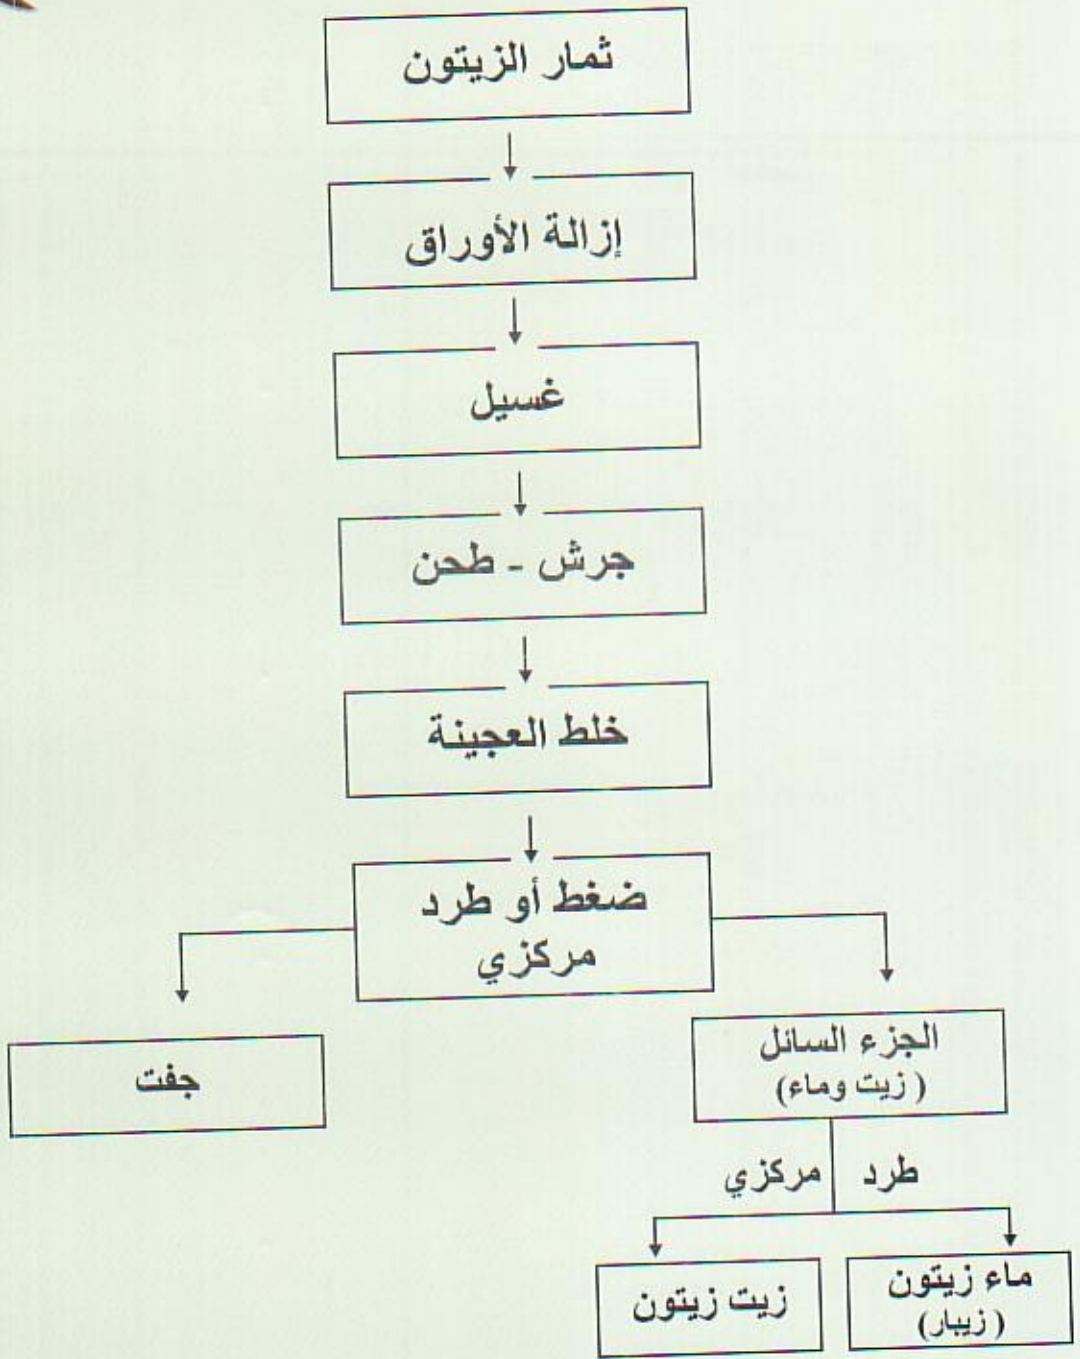 ثمار الزيتون
إزالة الأوراق
غسيل
جرش - طحن
خلط العجينة
ضغط أو طرد
مركزي
الجزء السائل
(زيت وماء)
جفت
طرد مركزي
ماء زيتون
(زيبار)
زيت زيتون